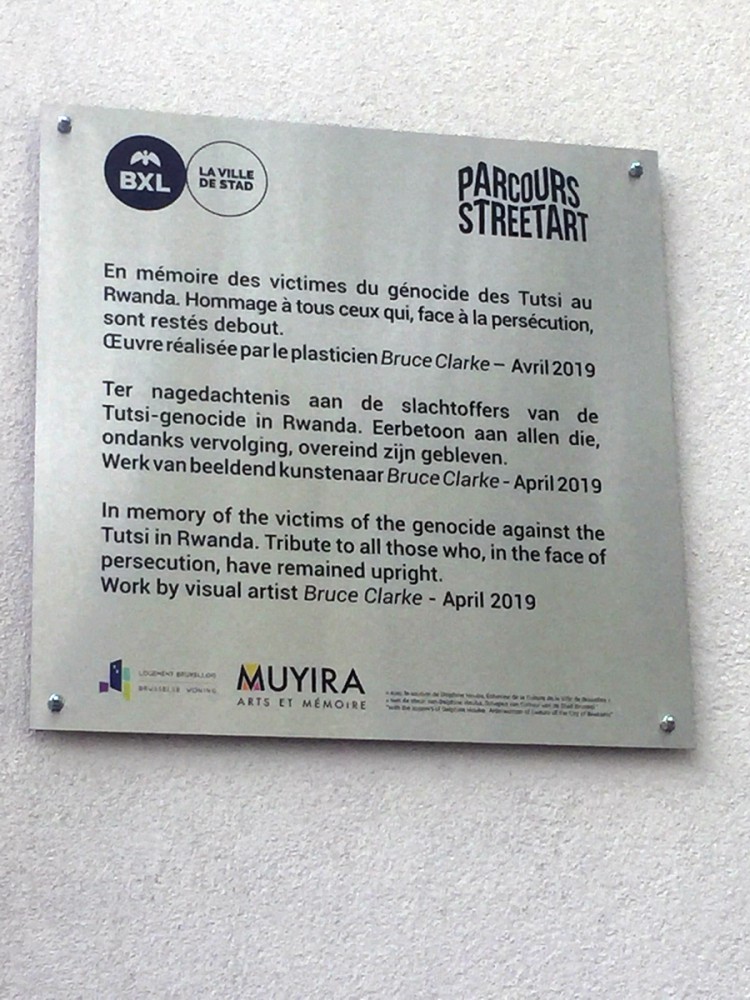 BXL
LA VILLE
DE STAD
PARCOURS
STREETART
En mémoire des victimes du génocide des Tutsi au
Rwanda. Hommage à tous ceux qui, face à la persécution,
sont restés debout.
Œuvre réalisée par le plasticien Bruce Clarke – Avril 2019
Ter nagedachtenis aan de slachtoffers van de
Tutsi-genocide in Rwanda. Eerbetoon aan allen die,
ondanks vervolging, overeind zijn gebleven.
Werk van beeldend kunstenaar Bruce Clarke - April 2019
In memory of the victims of the genocide against the
Tutsi in Rwanda. Tribute to all those who, in the face of
persecution, have remained upright.
Work by visual artist Bruce Clarke - April 2019
LOGEMENT BRUXELLOIS
BRUSSELSE WONING
MUYIRA
ARTS ET MÉMOIRE